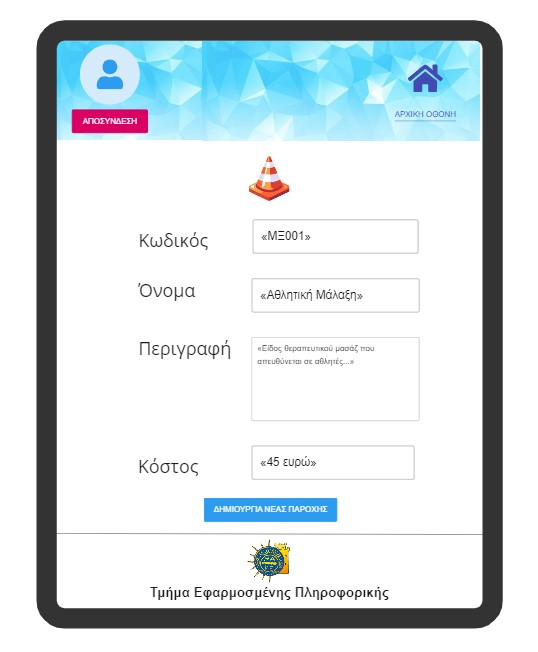 ΑΠΟΣΥΝΔΕΣΗ
ΑΡΧΙΚΗ ΟΘΟΝΗ
Κωδικός
«ΜΞ001»
Όνομα
«Αθλητική Μάλαξη»
Περιγραφή
«Είδος θεραπευτικού μασάζ που
απευθύνεται σε αθλητές...»
Κόστος
«45 ευρώ»
ΔΗΜΙΟΥΡΓΙΑ ΝΕΑΣ ΠΑΡΟΧΗΣ
Τμήμα Εφαρμοσμένης Πληροφορικής